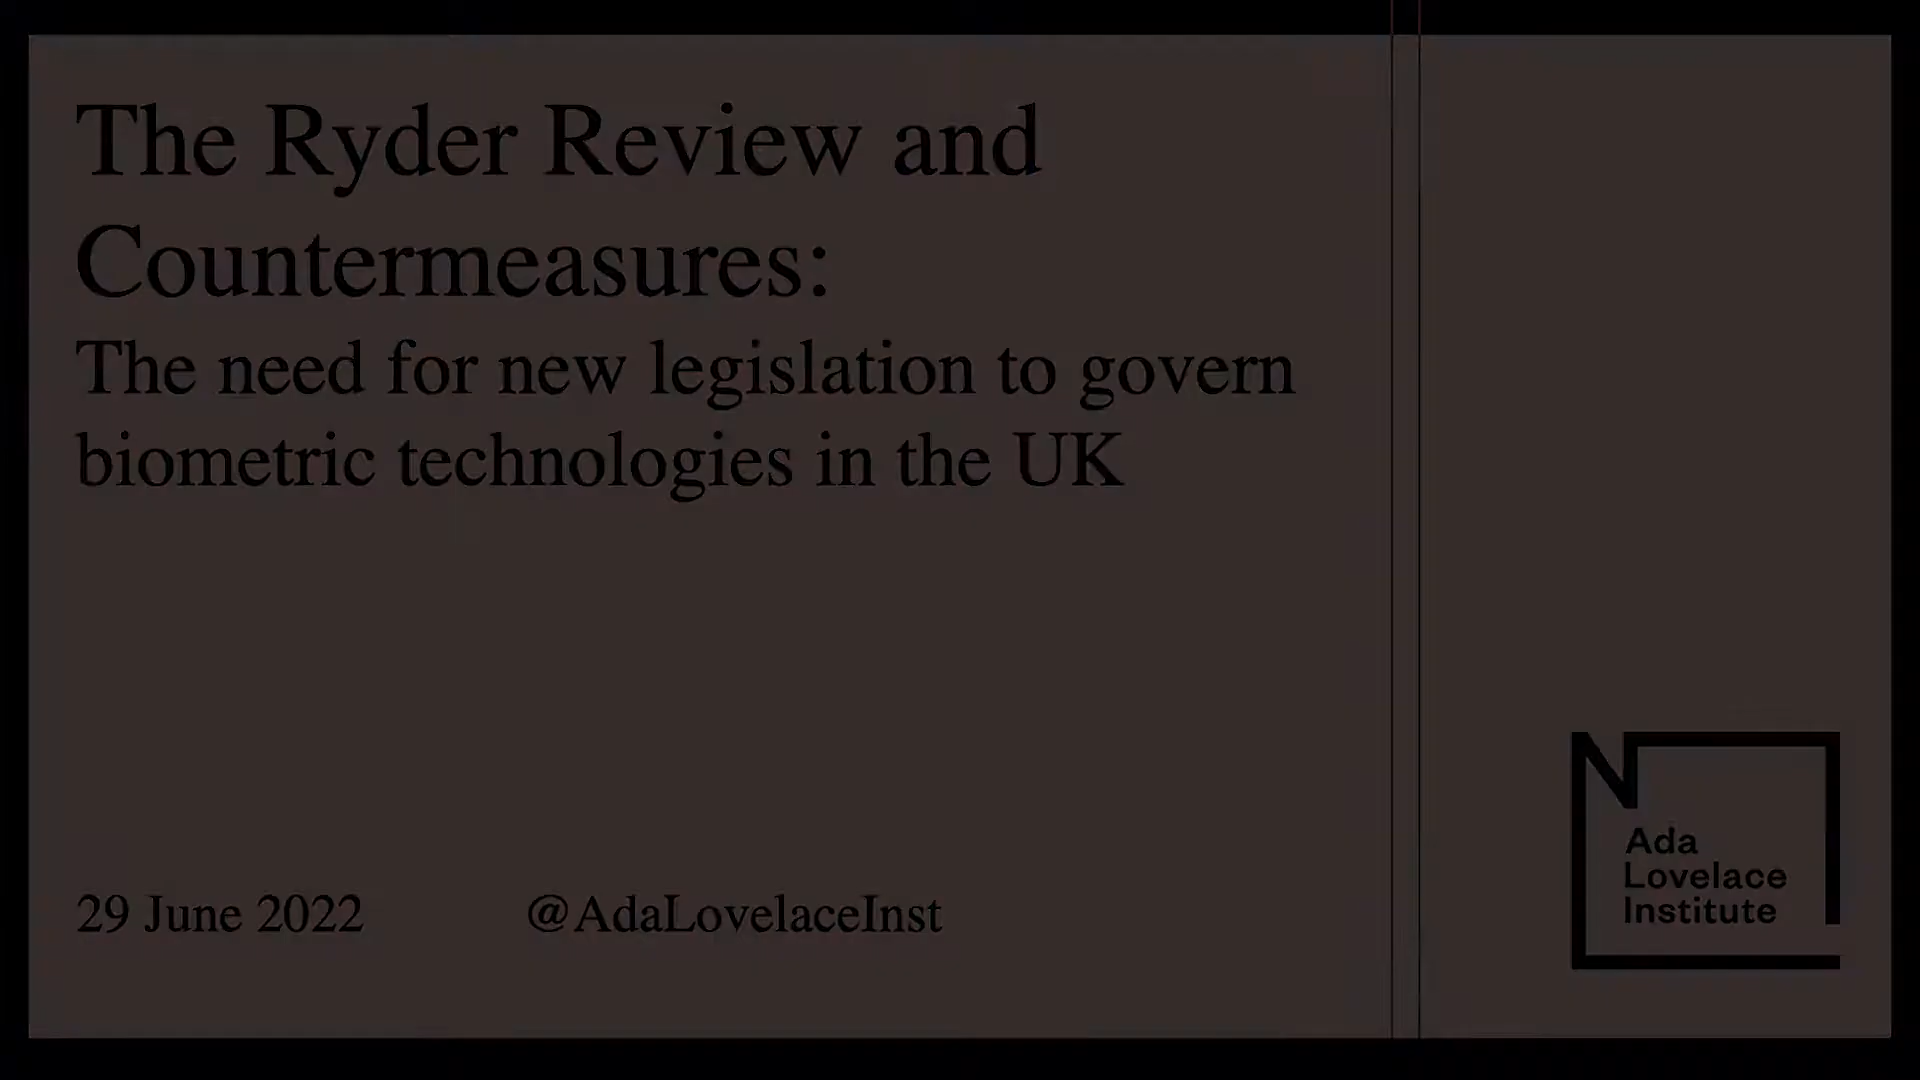 The Ryder Review and
Countermeasures:
The need for new legislation to govern
biometric technologies in the UK
29 June 2022
@AdaLovelaceInst
Ada
Lovelace
Institute